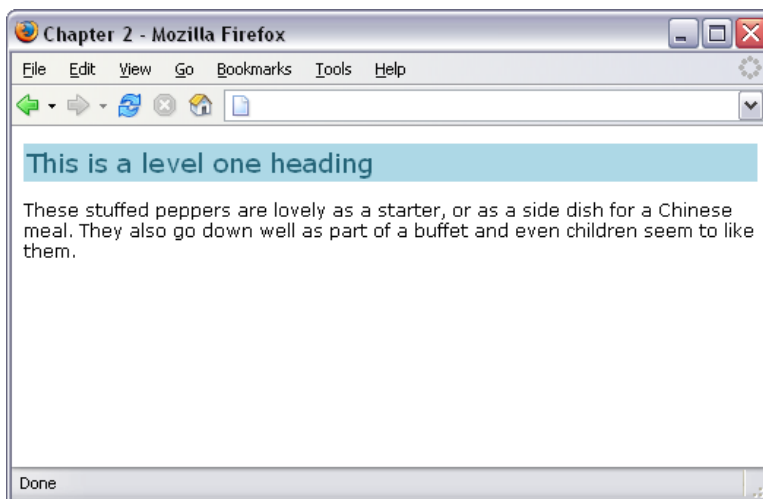 Chapter 2 - Mozilla Firefox
File Edit View Go Bookmarks Tools Help
This is a level one heading
These stuffed peppers are lovely as a starter, or as a side dish for a Chinese
meal. They also go down well as part of a buffet and even children seem to like
them.
Done